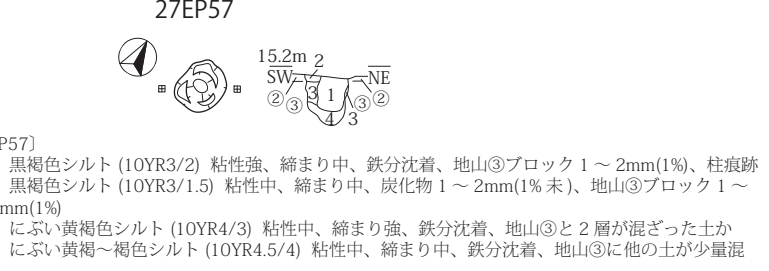 27EP57
15.2m 2
SW NE
② ③ 3 1 ③ ②
4 3
P57〕
黒褐色シルト (10YR3/2) 粘性強、締まり中、鉄分沈着、地山③ブロック 1 ～ 2mm(1%)、柱痕跡
黒褐色シルト (10YR3/1.5) 粘性中、締まり中、炭化物 1 ～ 2mm(1% 未 )、地山③ブロック 1 ～
mm(1%)
にぶい黄褐色シルト (10YR4/3) 粘性中、締まり強、鉄分沈着、地山③と 2 層が混ざった土か
にぶい黄褐～褐色シルト (10YR4.5/4) 粘性中、締まり中、鉄分沈着、地山③に他の土が少量混